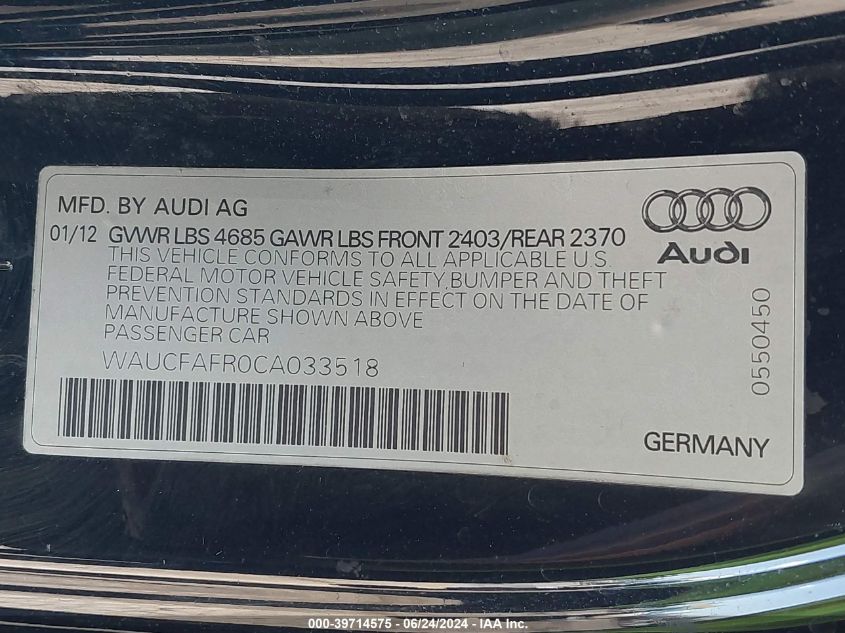 MFD. BY AUDI AG
01/12 GVWR LBS 4685 GAWR LBS FRONT 2403/REAR 2370
THIS VEHICLE CONFORMS TO ALL APPLICABLE U.S.
FEDERAL MOTOR VEHICLE SAFETY, BUMPER AND THEFT
PREVENTION STANDARDS IN EFFECT ON THE DATE OF
MANUFACTURE SHOWN ABOVE
PASSENGER CAR
WAUCFAFR0CA033518
Audi
0550450
GERMANY
000-39714575 - 06/24/2024 - IAA Inc.